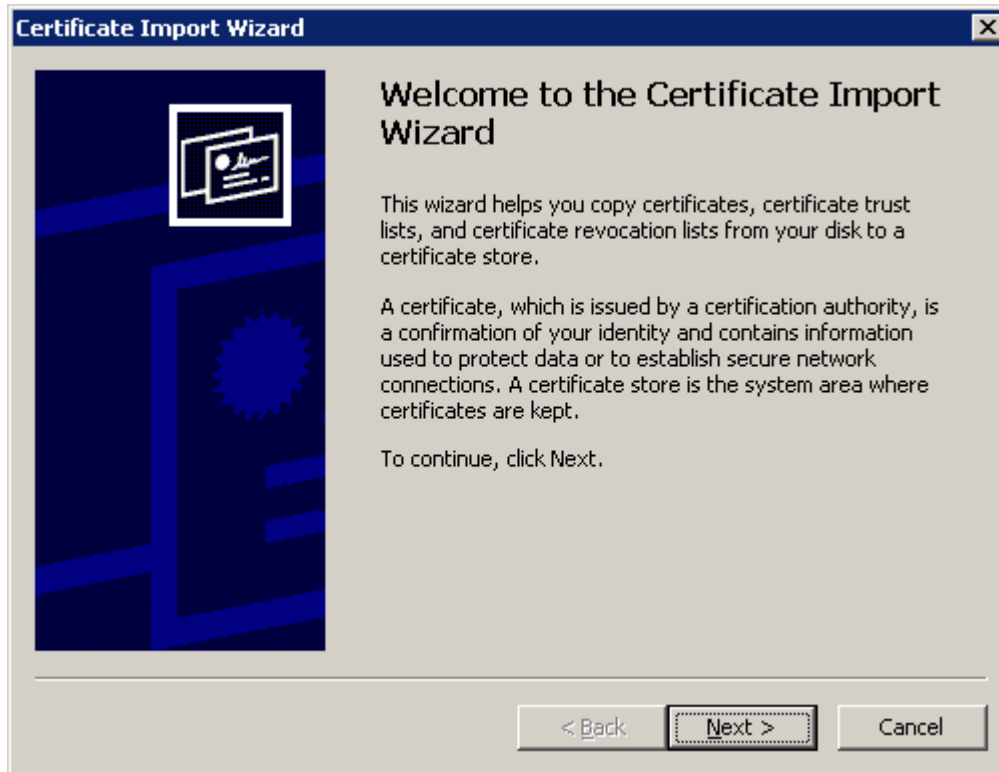 Certificate Import Wizard
Welcome to the Certificate Import
Wizard
This wizard helps you copy certificates, certificate trust
lists, and certificate revocation lists from your disk to a
certificate store.
A certificate, which is issued by a certification authority, is
a confirmation of your identity and contains information
used to protect data or to establish secure network
connections. A certificate store is the system area where
certificates are kept.
To continue, click Next.
< Back
Next >
Cancel